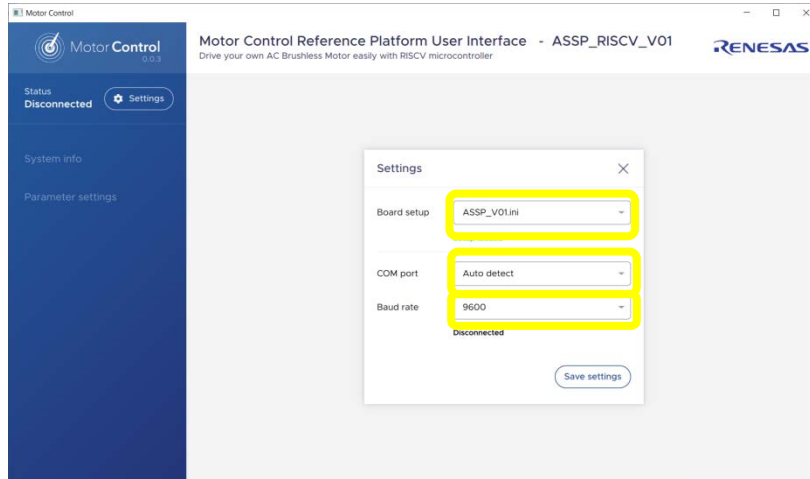 Motor Control
Motor Control
0.0.3
Motor Control Reference Platform User Interface - ASSP_RISCV_V01
Drive your own AC Brushless Motor easily with RISCV microcontroller
RENESAS
Status
Disconnected
Settings
System info
Parameter settings
Settings
Board setup
ASSP_V01.ini
COM port
Auto detect
Baud rate
9600
Disconnected
Save settings